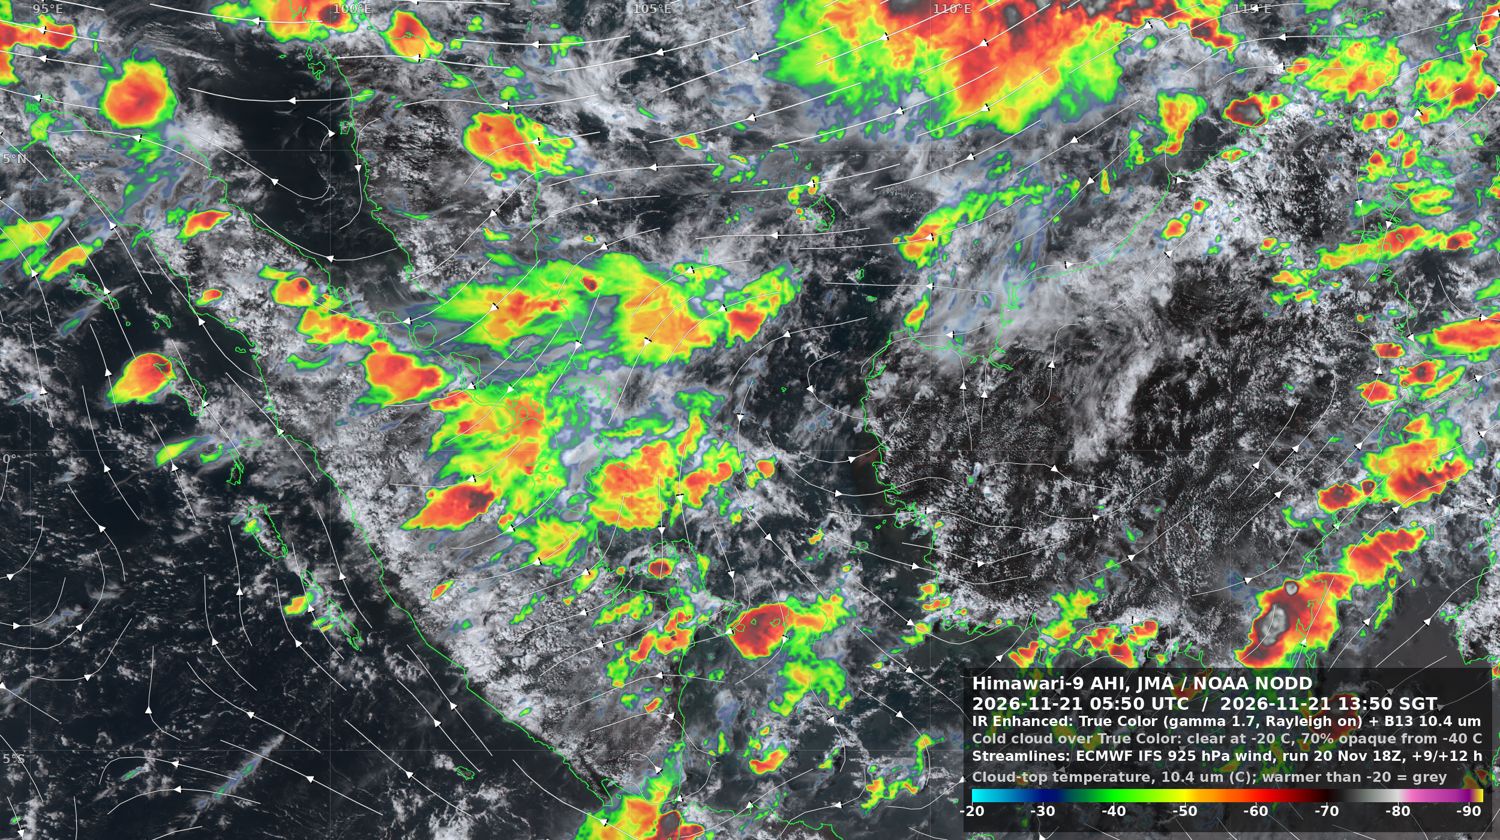 95°E
100°E
105°E
110°E
115°E
5°N
0°
5°S
Himawari-9 AHI, JMA / NOAA NODD
2026-11-21 05:50 UTC / 2026-11-21 13:50 SGT
IR Enhanced: True Color (gamma 1.7, Rayleigh on) + B13 10.4 um
Cold cloud over True Color: clear at -20 C, 70% opaque from -40 C
Streamlines: ECMWF IFS 925 hPa wind, run 20 Nov 18Z, +9/+12 h
Cloud-top temperature, 10.4 um (C); warmer than -20 = grey
-20 -30 -40 -50 -60 -70 -80 -90